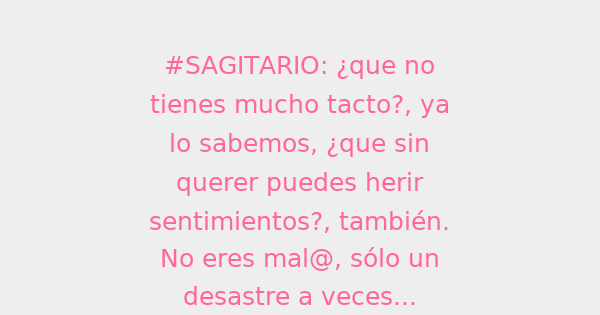 #SAGITARIO: ¿que no
tienes mucho tacto?, ya
lo sabemos, ¿que sin
querer puedes herir
sentimientos?, también.
No eres mal@, sólo un
desastre a veces...